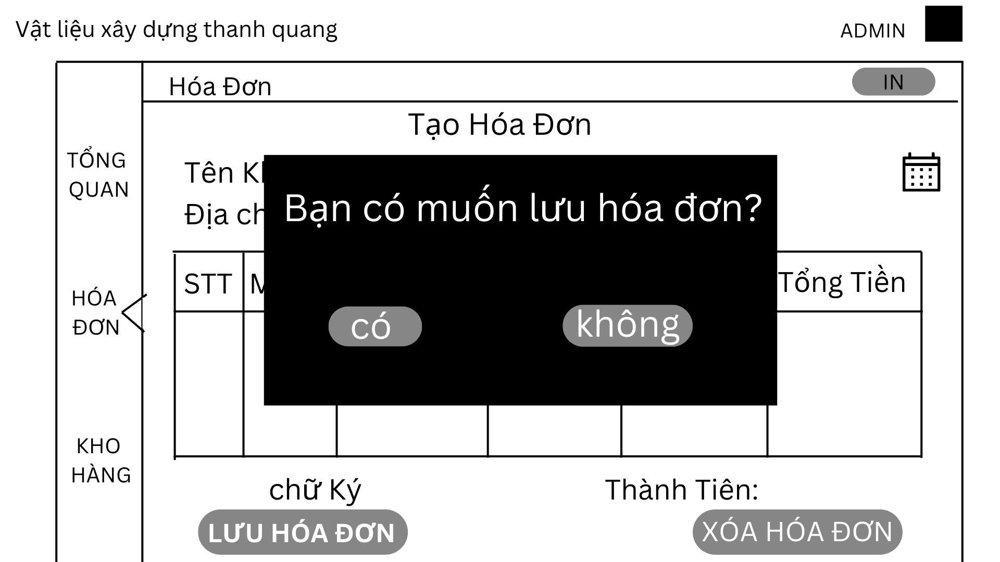 Vật liệu xây dựng thanh quang
ADMIN
Hóa Đơn
IN
Tạo Hóa Đơn
TỔNG
QUAN
Tên
Địa
Bạn có muốn lưu hóa đơn?
STT
Tổng Tiền
HÓA
ĐƠN
có
không
KHO
HÀNG
chữ Ký
Thành Tiên:
LƯU HÓA ĐƠN
XÓA HÓA ĐƠN